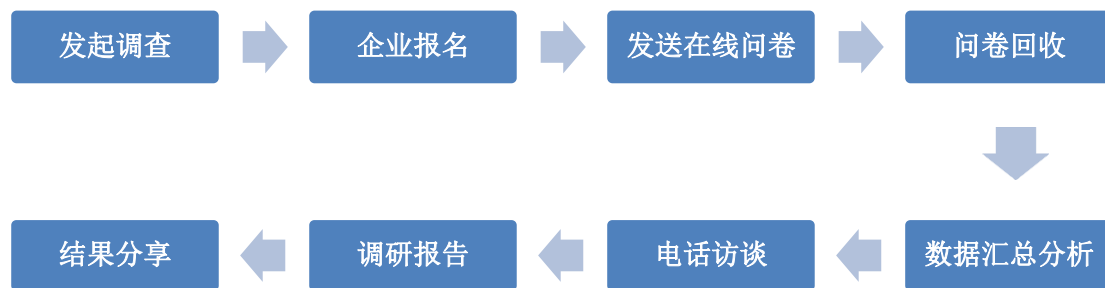 发起调查
企业报名
发送在线问卷
问卷回收
数据汇总分析
电话访谈
调研报告
结果分享